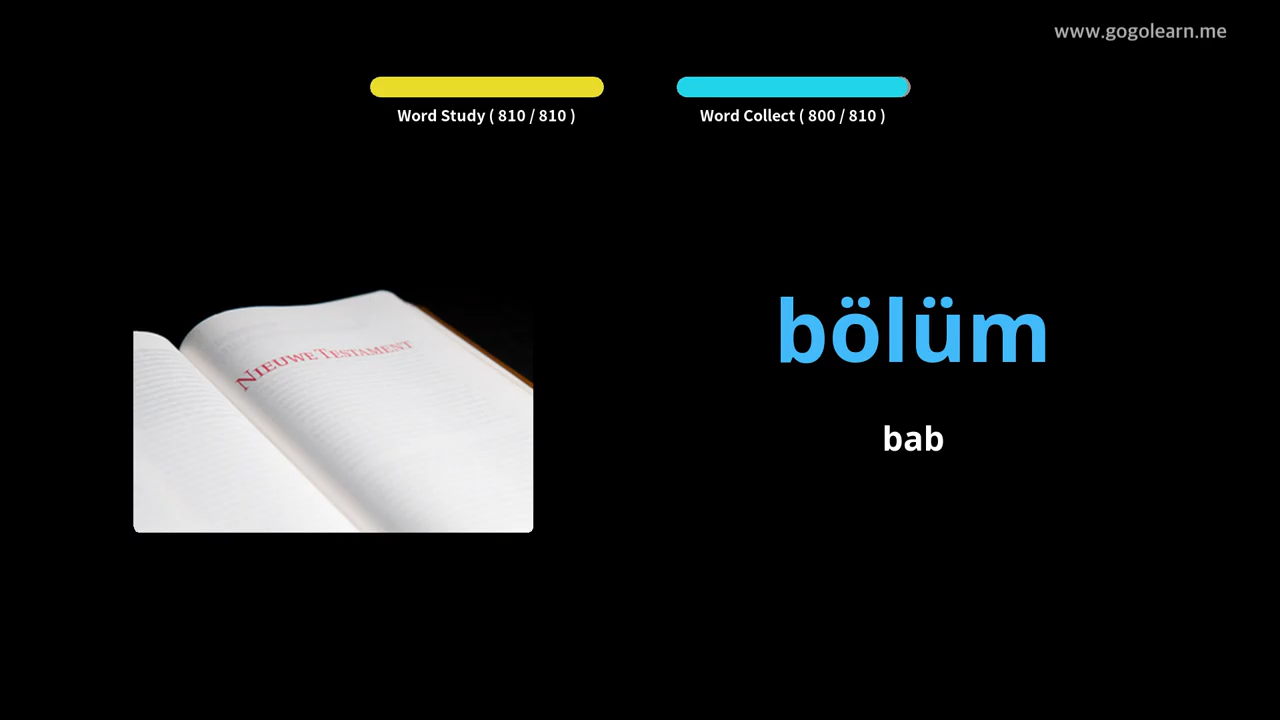 www.gogolearn.me
Word Study ( 810 / 810 )
Word Collect ( 800 / 810 )
NIEUWE TESTAMENT
bölüm
bab